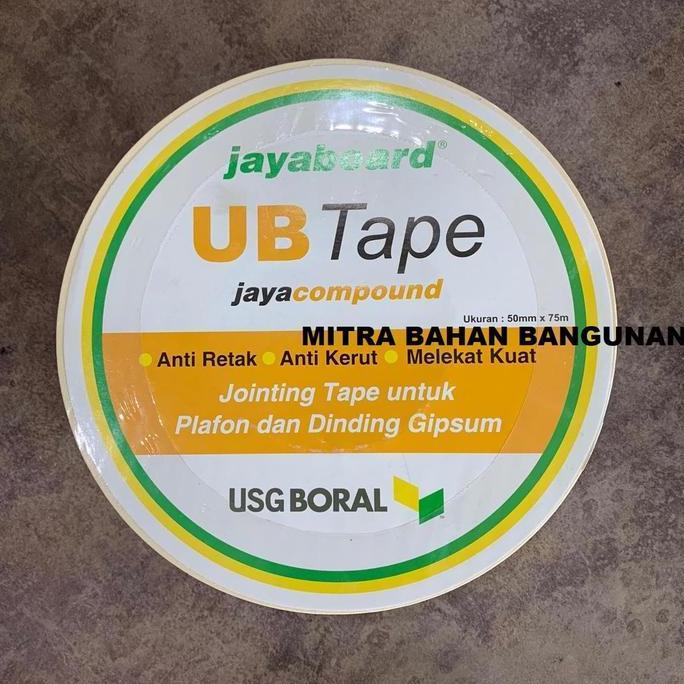 jayaboard®
UB Tape
jayacompound
Ukuran : 50mm x 75m
MITRA BAHAN BANGUNAN
Anti Retak Anti Kerut Melekat Kuat
Jointing Tape untuk
Plafon dan Dinding Gipsum
USG BORAL